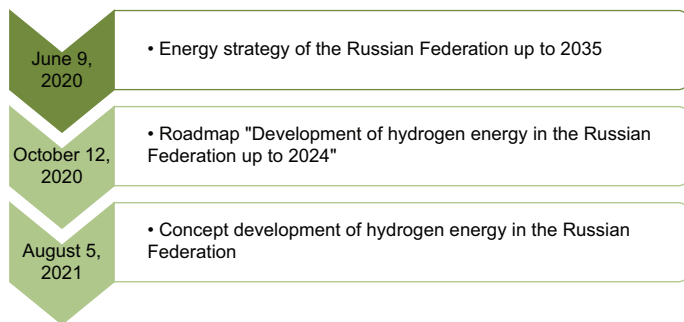 June 9,
2020
• Energy strategy of the Russian Federation up to 2035
October 12,
2020
• Roadmap "Development of hydrogen energy in the Russian
Federation up to 2024"
August 5,
2021
• Concept development of hydrogen energy in the Russian
Federation